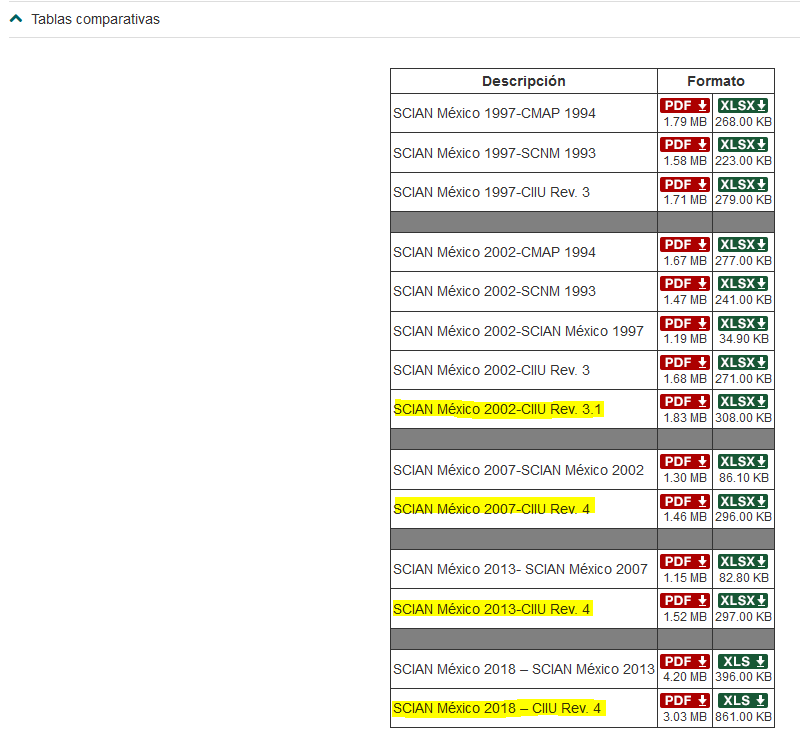 Tablas comparativas
Descripción Formato
SCIAN México 1997-CMAP 1994 PDF XLSX
1.79 MB 268.00 KB
SCIAN México 1997-SCNM 1993 PDF XLSX
1.58 MB 223.00 KB
SCIAN México 1997-CIIU Rev. 3 PDF XLSX
1.71 MB 279.00 KB
SCIAN México 2002-CMAP 1994 PDF XLSX
1.67 MB 277.00 KB
SCIAN México 2002-SCNM 1993 PDF XLSX
1.47 MB 241.00 KB
SCIAN México 2002-SCIAN México 1997 PDF XLSX
1.19 MB 34.90 KB
SCIAN México 2002-CIIU Rev. 3 PDF XLSX
1.68 MB 271.00 KB
SCIAN México 2002-CIIU Rev. 3.1 PDF XLSX
1.83 MB 308.00 KB
SCIAN México 2007-SCIAN México 2002 PDF XLSX
1.30 MB 86.10 KB
SCIAN México 2007-CIIU Rev. 4 PDF XLSX
1.46 MB 296.00 KB
SCIAN México 2013- SCIAN México 2007 PDF XLSX
1.15 MB 82.80 KB
SCIAN México 2013-CIIU Rev. 4 PDF XLSX
1.52 MB 297.00 KB
SCIAN México 2018 – SCIAN México 2013 PDF XLS
4.20 MB 396.00 KB
SCIAN México 2018 – CIIU Rev. 4 PDF XLS
3.03 MB 861.00 KB